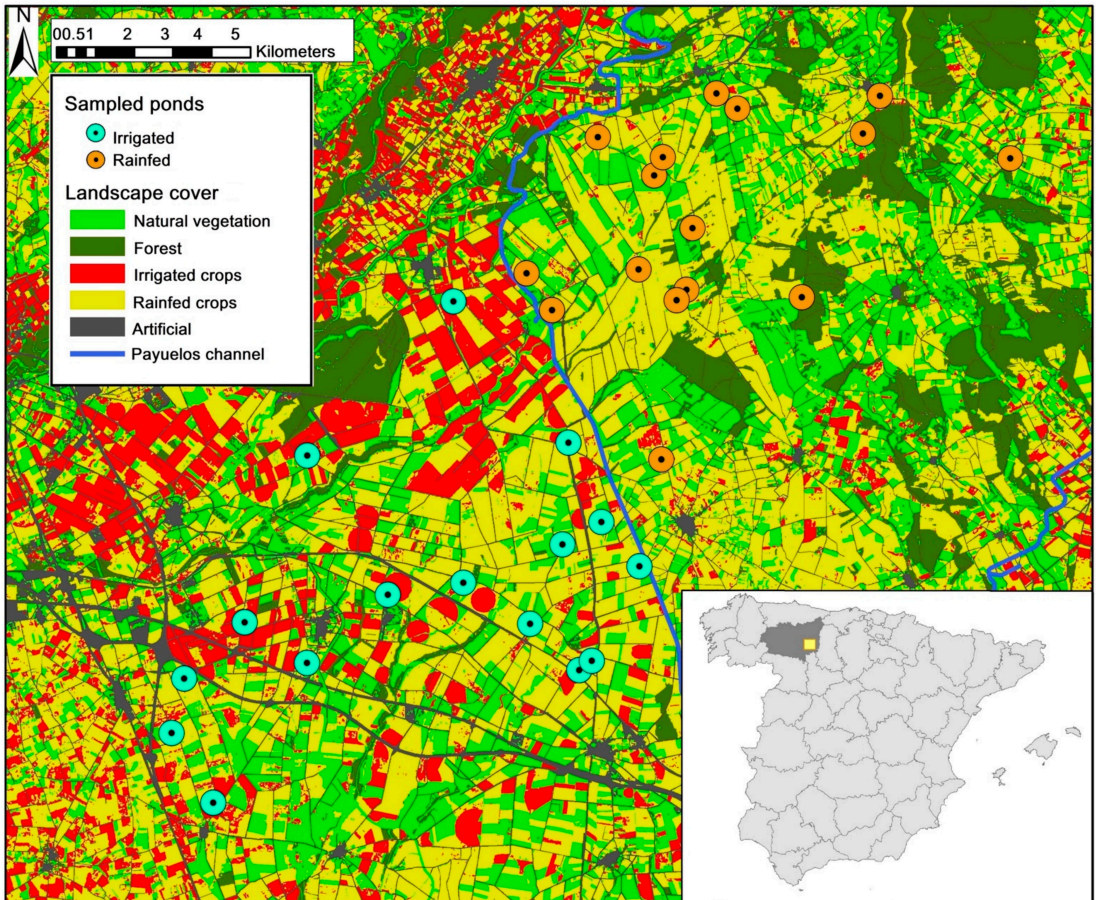 N
00.51 2 3 4 5
Kilometers
Sampled ponds
Irrigated
Rainfed
Landscape cover
Natural vegetation
Forest
Irrigated crops
Rainfed crops
Artificial
Payuelos channel